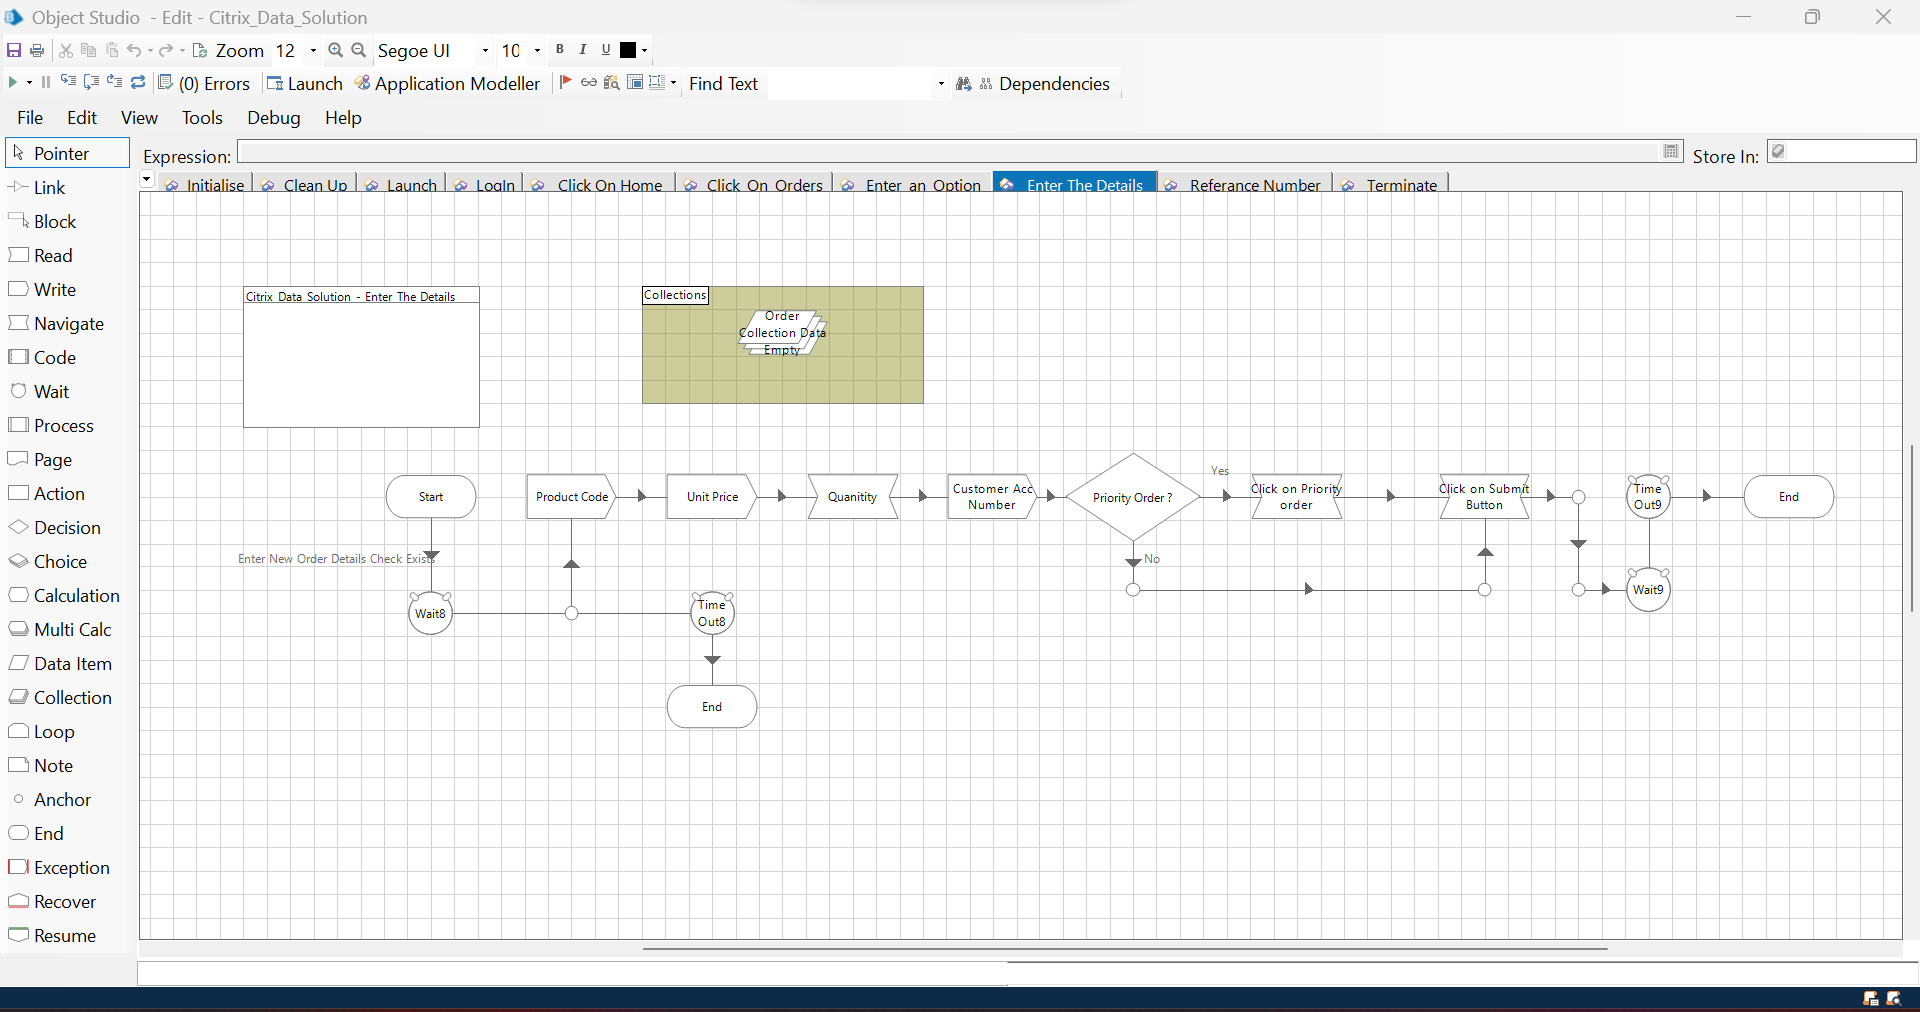 Object Studio - Edit - Citrix_Data_Solution
Zoom 12 Segoe UI 10 B I U
(0) Errors Launch Application Modeller Find Text Dependencies
File Edit View Tools Debug Help
Pointer
Expression:
Store In:
Initialise Clean Up Launch LogIn Click On Home Click On Orders Enter an Option Enter The Details Referance Number Terminate
Link
Block
Read
Write
Navigate
Code
Wait
Process
Page
Action
Decision
Choice
Calculation
Multi Calc
Data Item
Collection
Loop
Note
Anchor
End
Exception
Recover
Resume
Citrix Data Solution - Enter The Details
Collections
Order
Collection Data
Empty
Start
Product Code
Unit Price
Quanitity
Customer Acc
Number
Priority Order ?
Yes
No
Click on Priority
order
Click on Submit
Button
Time
Out9
End
Enter New Order Details Check Exists
Wait8
Time
Out8
Wait9
End